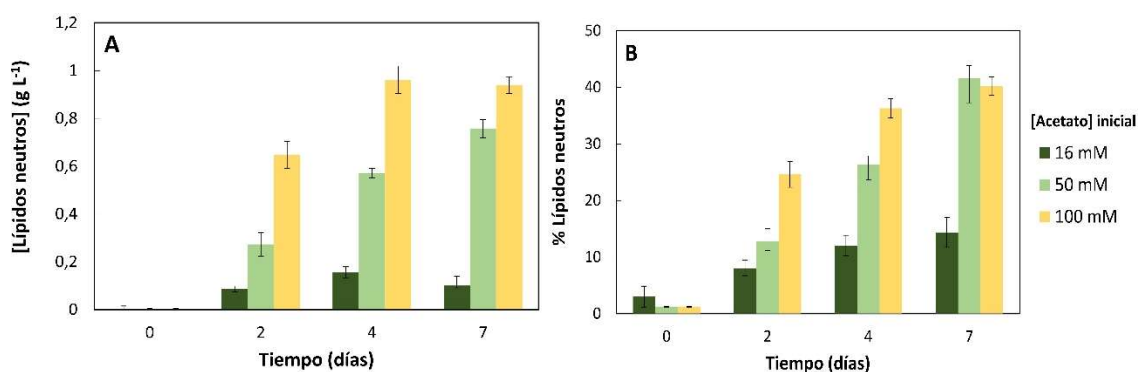 A
[Lípidos neutros] (g L-1)
1,2
1
0,8
0,6
0,4
0,2
0
0 2 4 7
Tiempo (días)
B
% Lípidos neutros
50
40
30
20
10
0
0 2 4 7
Tiempo (días)
[Acetato] inicial
16 mM
50 mM
100 mM